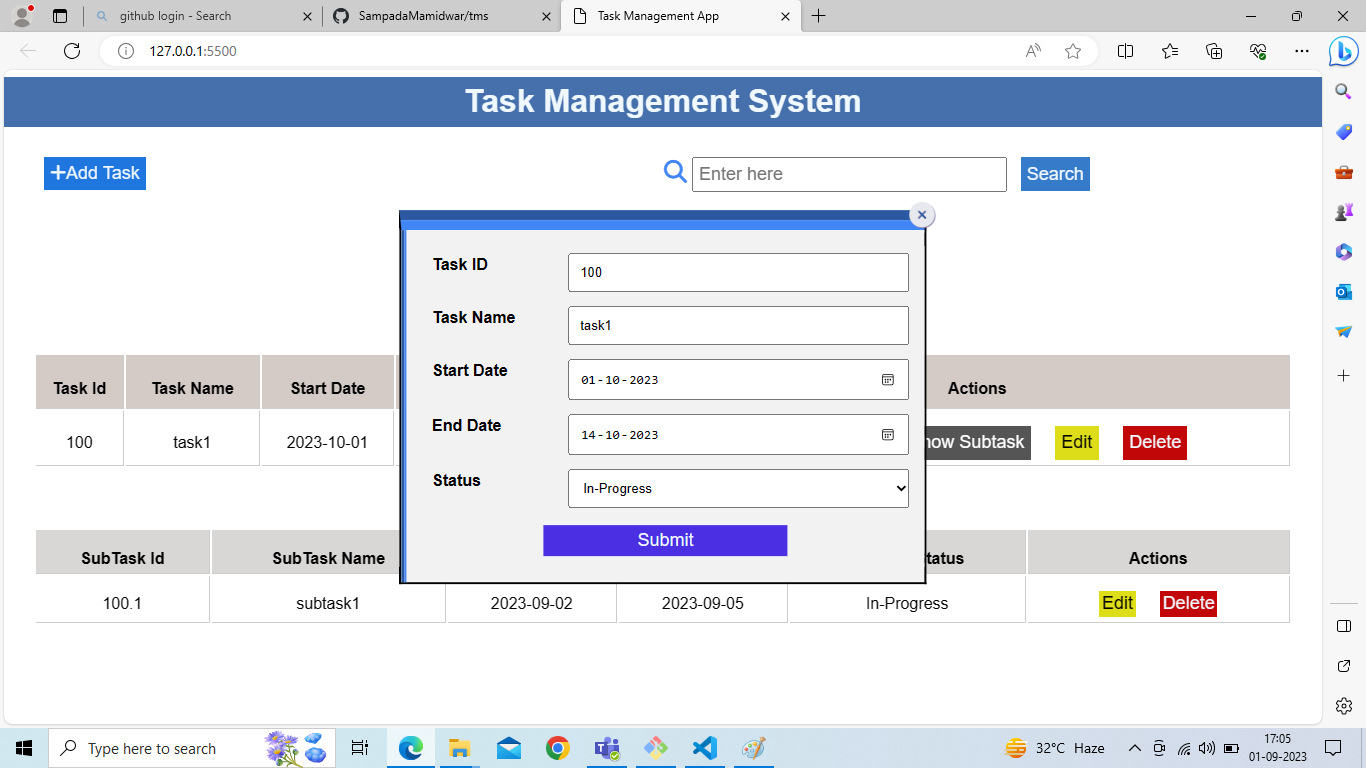 github login - Search
SampadaMamidwar/tms
Task Management App
127.0.0.1:5500
Task Management System
Add Task
Enter here
Search
Task ID
100
Task Name
task1
Start Date
01-10-2023
End Date
14-10-2023
Status
In-Progress
Submit
Task Id Task Name Start Date Actions
100 task1 2023-10-01 how Subtask Edit Delete
SubTask Id SubTask Name tatus Actions
100.1 subtask1 2023-09-02 2023-09-05 In-Progress Edit Delete
Type here to search
32°C Haze
17:05
01-09-2023